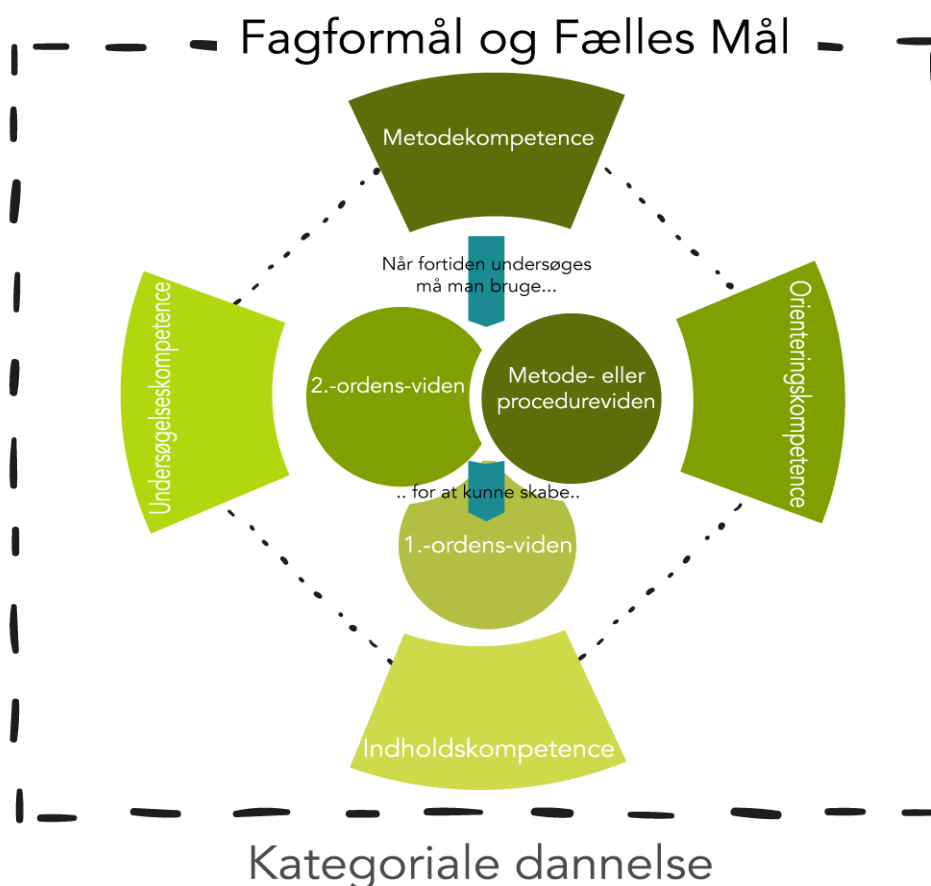 Fagformål og Fælles Mål
Metodekompetence
Når fortiden undersøges
må man bruge...
Undersøgelseskompetence
Orienteringskompetence
2.-ordens-viden
Metode- eller
procedureviden
.. for at kunne skabe..
1.-ordens-viden
Indholdskompetence
Kategoriale dannelse